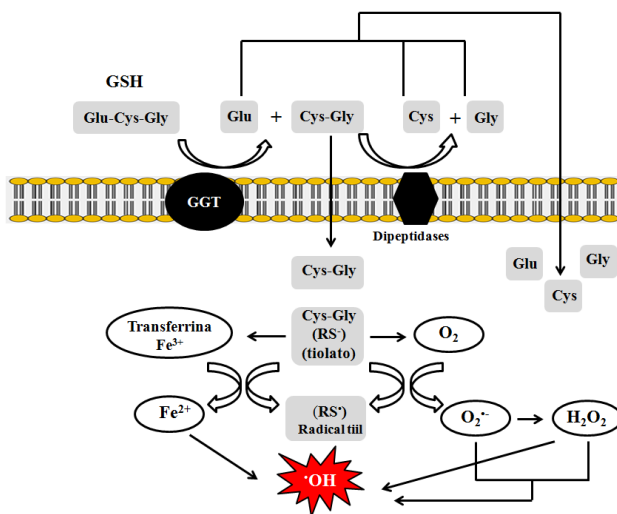 GSH
Glu-Cys-Gly
Glu
+
Cys-Gly
Cys
+
Gly
GGT
Dipeptidases
Cys-Gly
Glu
Gly
Cys
Transferrina
Fe³⁺
Cys-Gly
(RS⁻)
(tiolato)
O₂
Fe²⁺
(RS•)
Radical tiil
O₂•⁻
H₂O₂
•OH